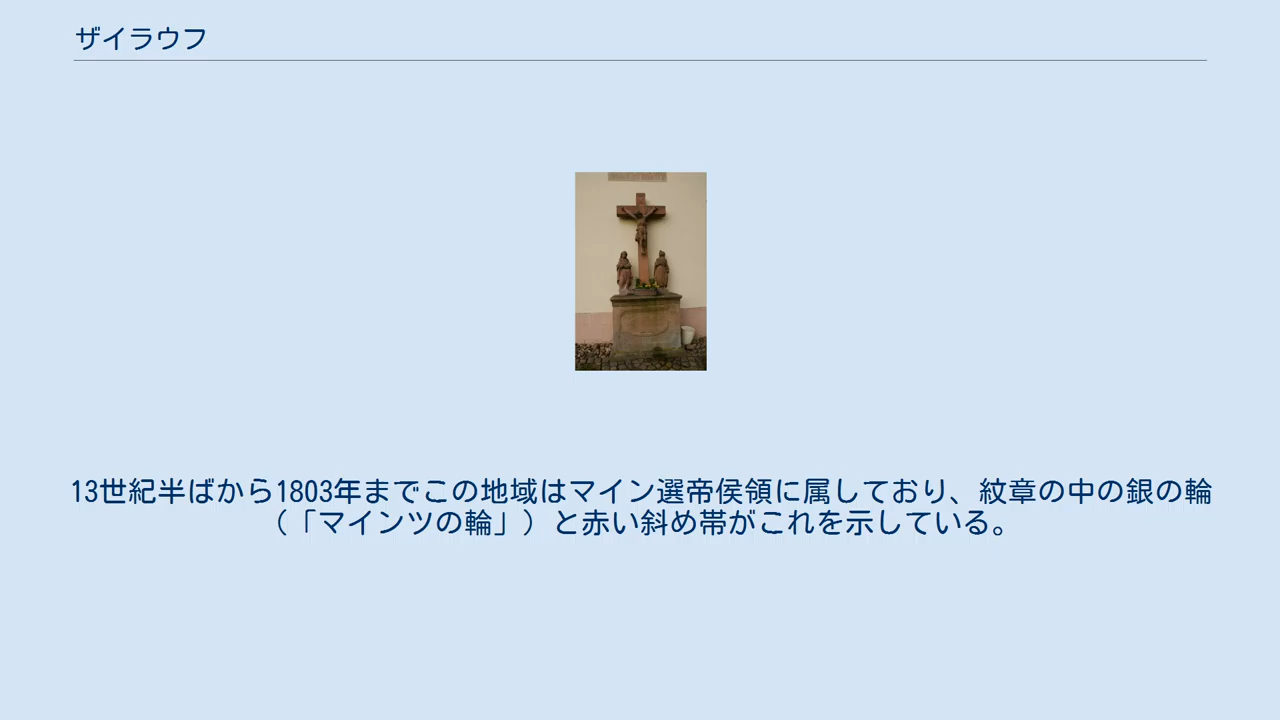 ザイラウフ
13世紀半ばから1803年までこの地域はマイン選帝侯領に属しており、紋章の中の銀の輪
（「マインツの輪」）と赤い斜め帯がこれを示している。